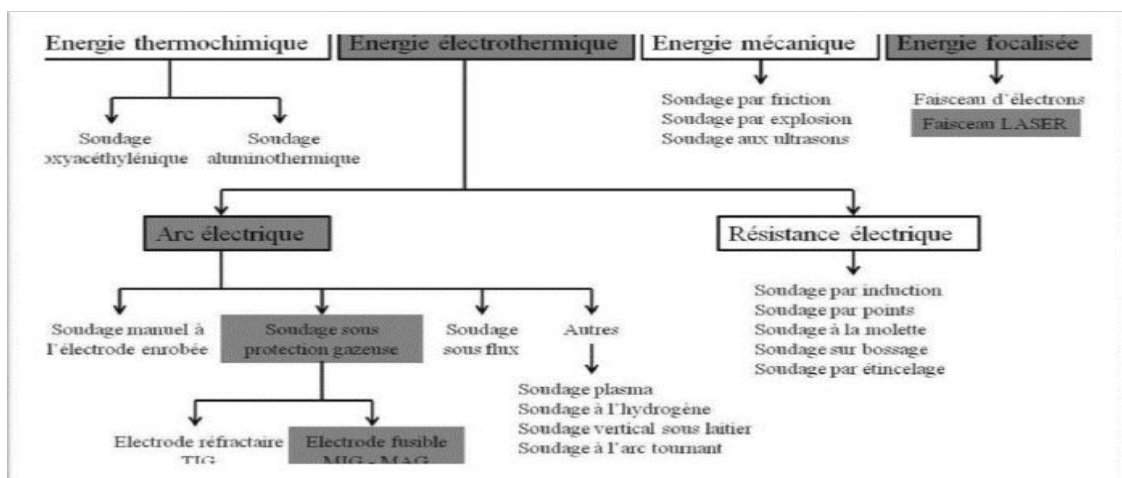 Energie thermochimique
Energie électrothermique
Energie mécanique
Energie focalisée
Soudage
oxyacéthylénique
Soudage
aluminothermique
Soudage par friction
Soudage par explosion
Soudage aux ultrasons
Faisceau d'électrons
Faisceau LASER
Arc électrique
Résistance électrique
Soudage manuel à
l'électrode enrobée
Soudage sous
protection gazeuse
Soudage
sous flux
Autres
Soudage par induction
Soudage par points
Soudage à la molette
Soudage sur bossage
Soudage par étincelage
Electrode réfractaire
TIG
Electrode fusible
MIG - MAG
Soudage plasma
Soudage à l'hydrogène
Soudage vertical sous laitier
Soudage à l'arc tournant